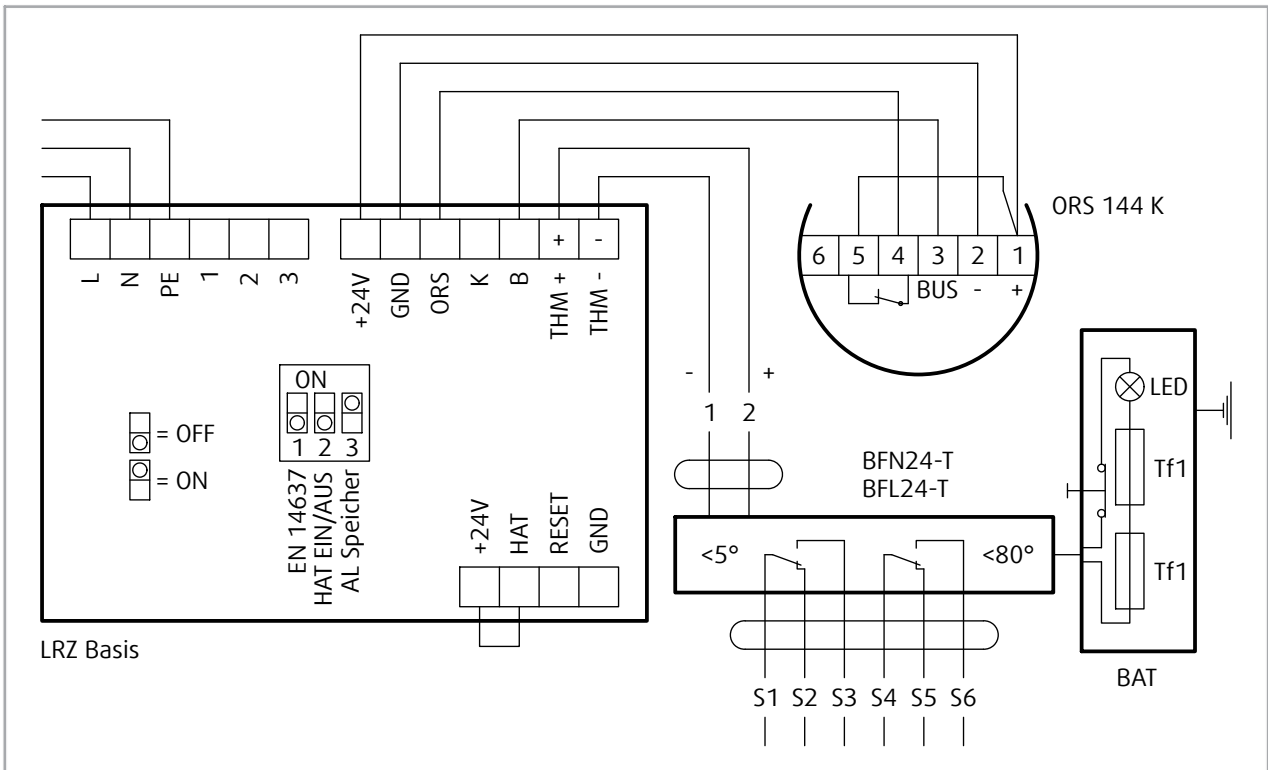 ORS 144 K
6 5 4 3 2 1
BUS - +
+ -
L N PE 1 2 3
+24V GND ORS K B THM + THM -
ON
1 2 3
EN 14637
HAT EIN/AUS
AL Speicher
= OFF
= ON
+24V HAT RESET GND
LRZ Basis
- +
1 2
BFN24-T
BFL24-T
<5° <80°
S1 S2 S3 S4 S5 S6
LED
Tf1
Tf1
BAT